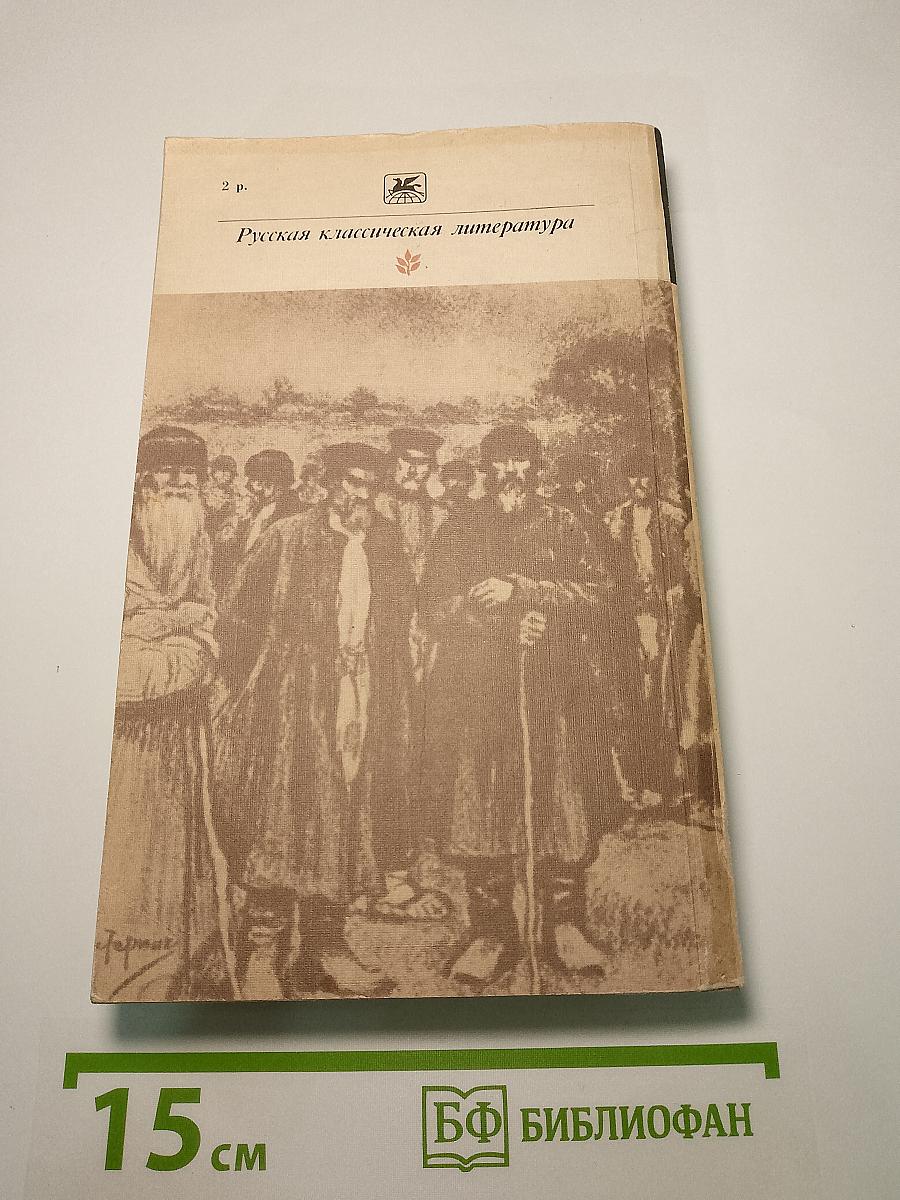 2 р.
Русская классическая литература
15 см
БФ БИБЛИОФАН